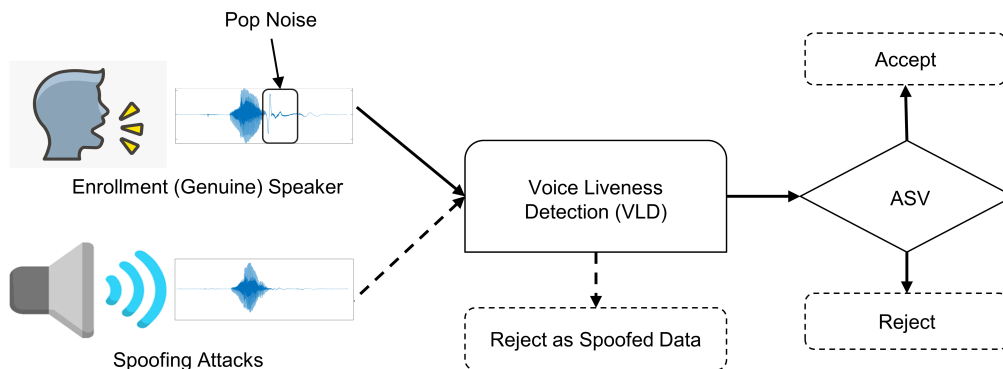 Pop Noise
Enrollment (Genuine) Speaker
Spoofing Attacks
Voice Liveness
Detection (VLD)
Reject as Spoofed Data
Accept
ASV
Reject